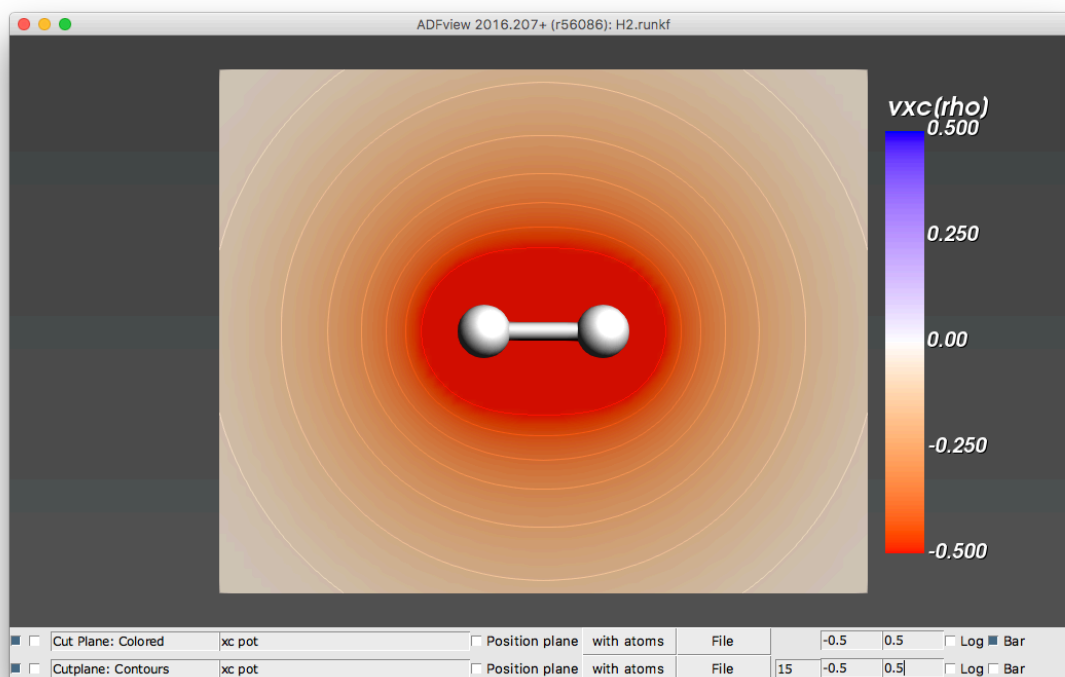 ADFview 2016.207+ (r56086): H2.runkf
vxc(rho)
0.500
0.250
0.00
-0.250
-0.500
Cut Plane: Colored xc pot Position plane with atoms File -0.5 0.5 Log Bar
Cutplane: Contours xc pot Position plane with atoms File 15 -0.5 0.5 Log Bar